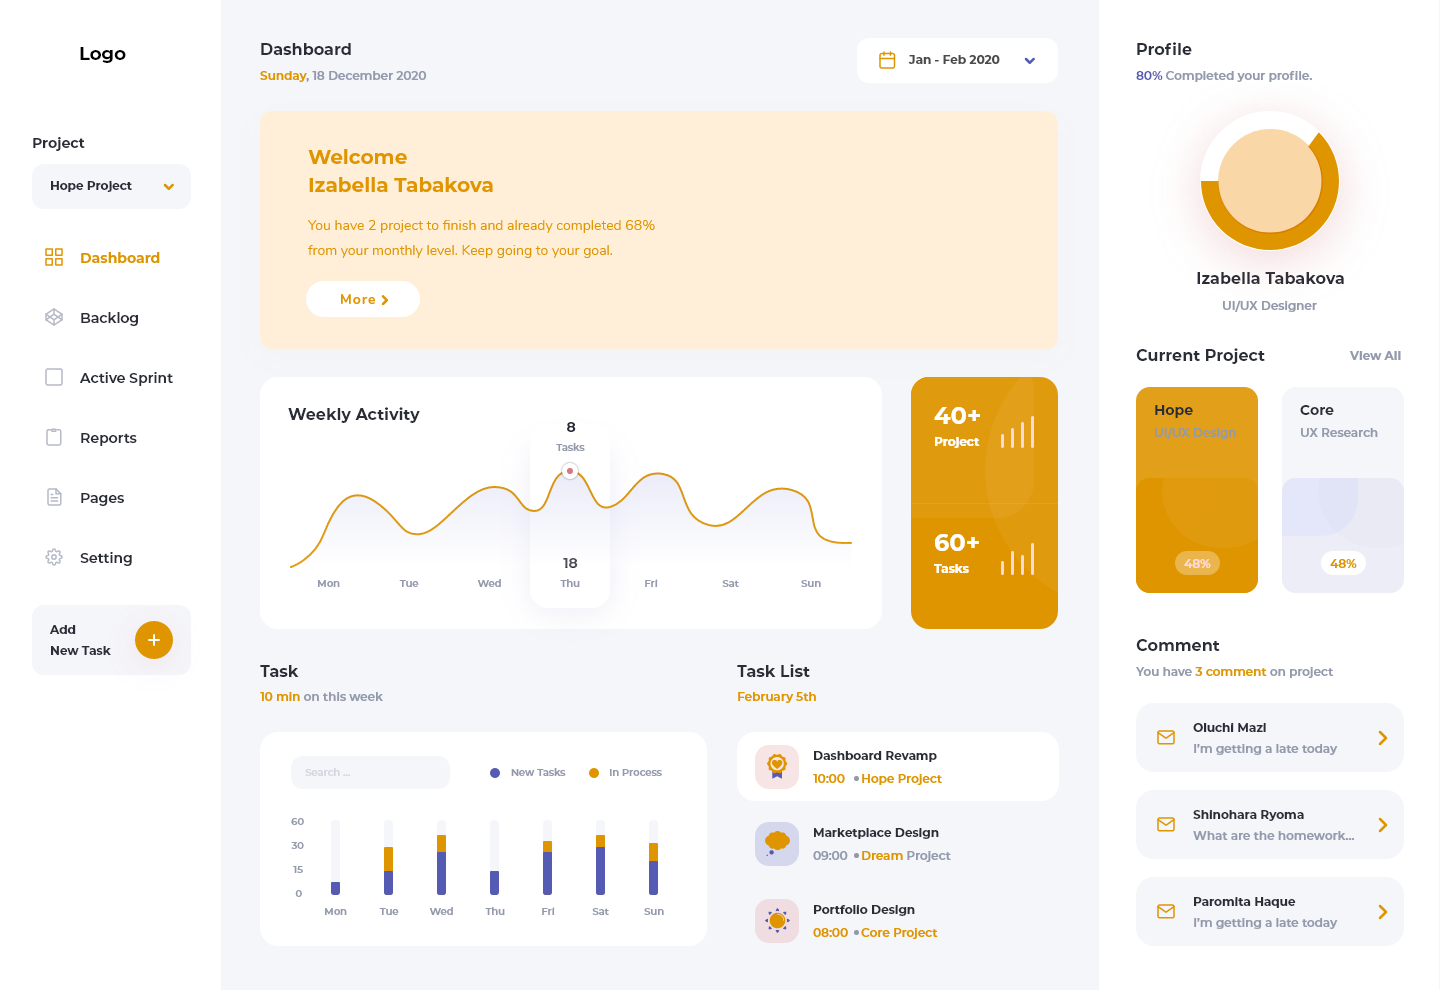 Logo
Project
Hope Project
Dashboard
Backlog
Active Sprint
Reports
Pages
Setting
Add
New Task
Dashboard
Sunday, 18 December 2020
Jan - Feb 2020
Welcome
Izabella Tabakova
You have 2 project to finish and already completed 68%
from your monthly level. Keep going to your goal.
More
Weekly Activity
8
Tasks
18
Mon Tue Wed Thu Fri Sat Sun
40+
Project
60+
Tasks
Task
10 min on this week
Search ...
New Tasks
In Process
60
30
15
0
Mon Tue Wed Thu Fri Sat Sun
Task List
February 5th
Dashboard Revamp
10:00 • Hope Project
Marketplace Design
09:00 • Dream Project
Portfolio Design
08:00 • Core Project
Profile
80% Completed your profile.
Izabella Tabakova
UI/UX Designer
Current Project
View All
Hope
UI/UX Design
48%
Core
UX Research
48%
Comment
You have 3 comment on project
Oluchi Mazi
I'm getting a late today
Shinohara Ryoma
What are the homework...
Paromita Haque
I'm getting a late today